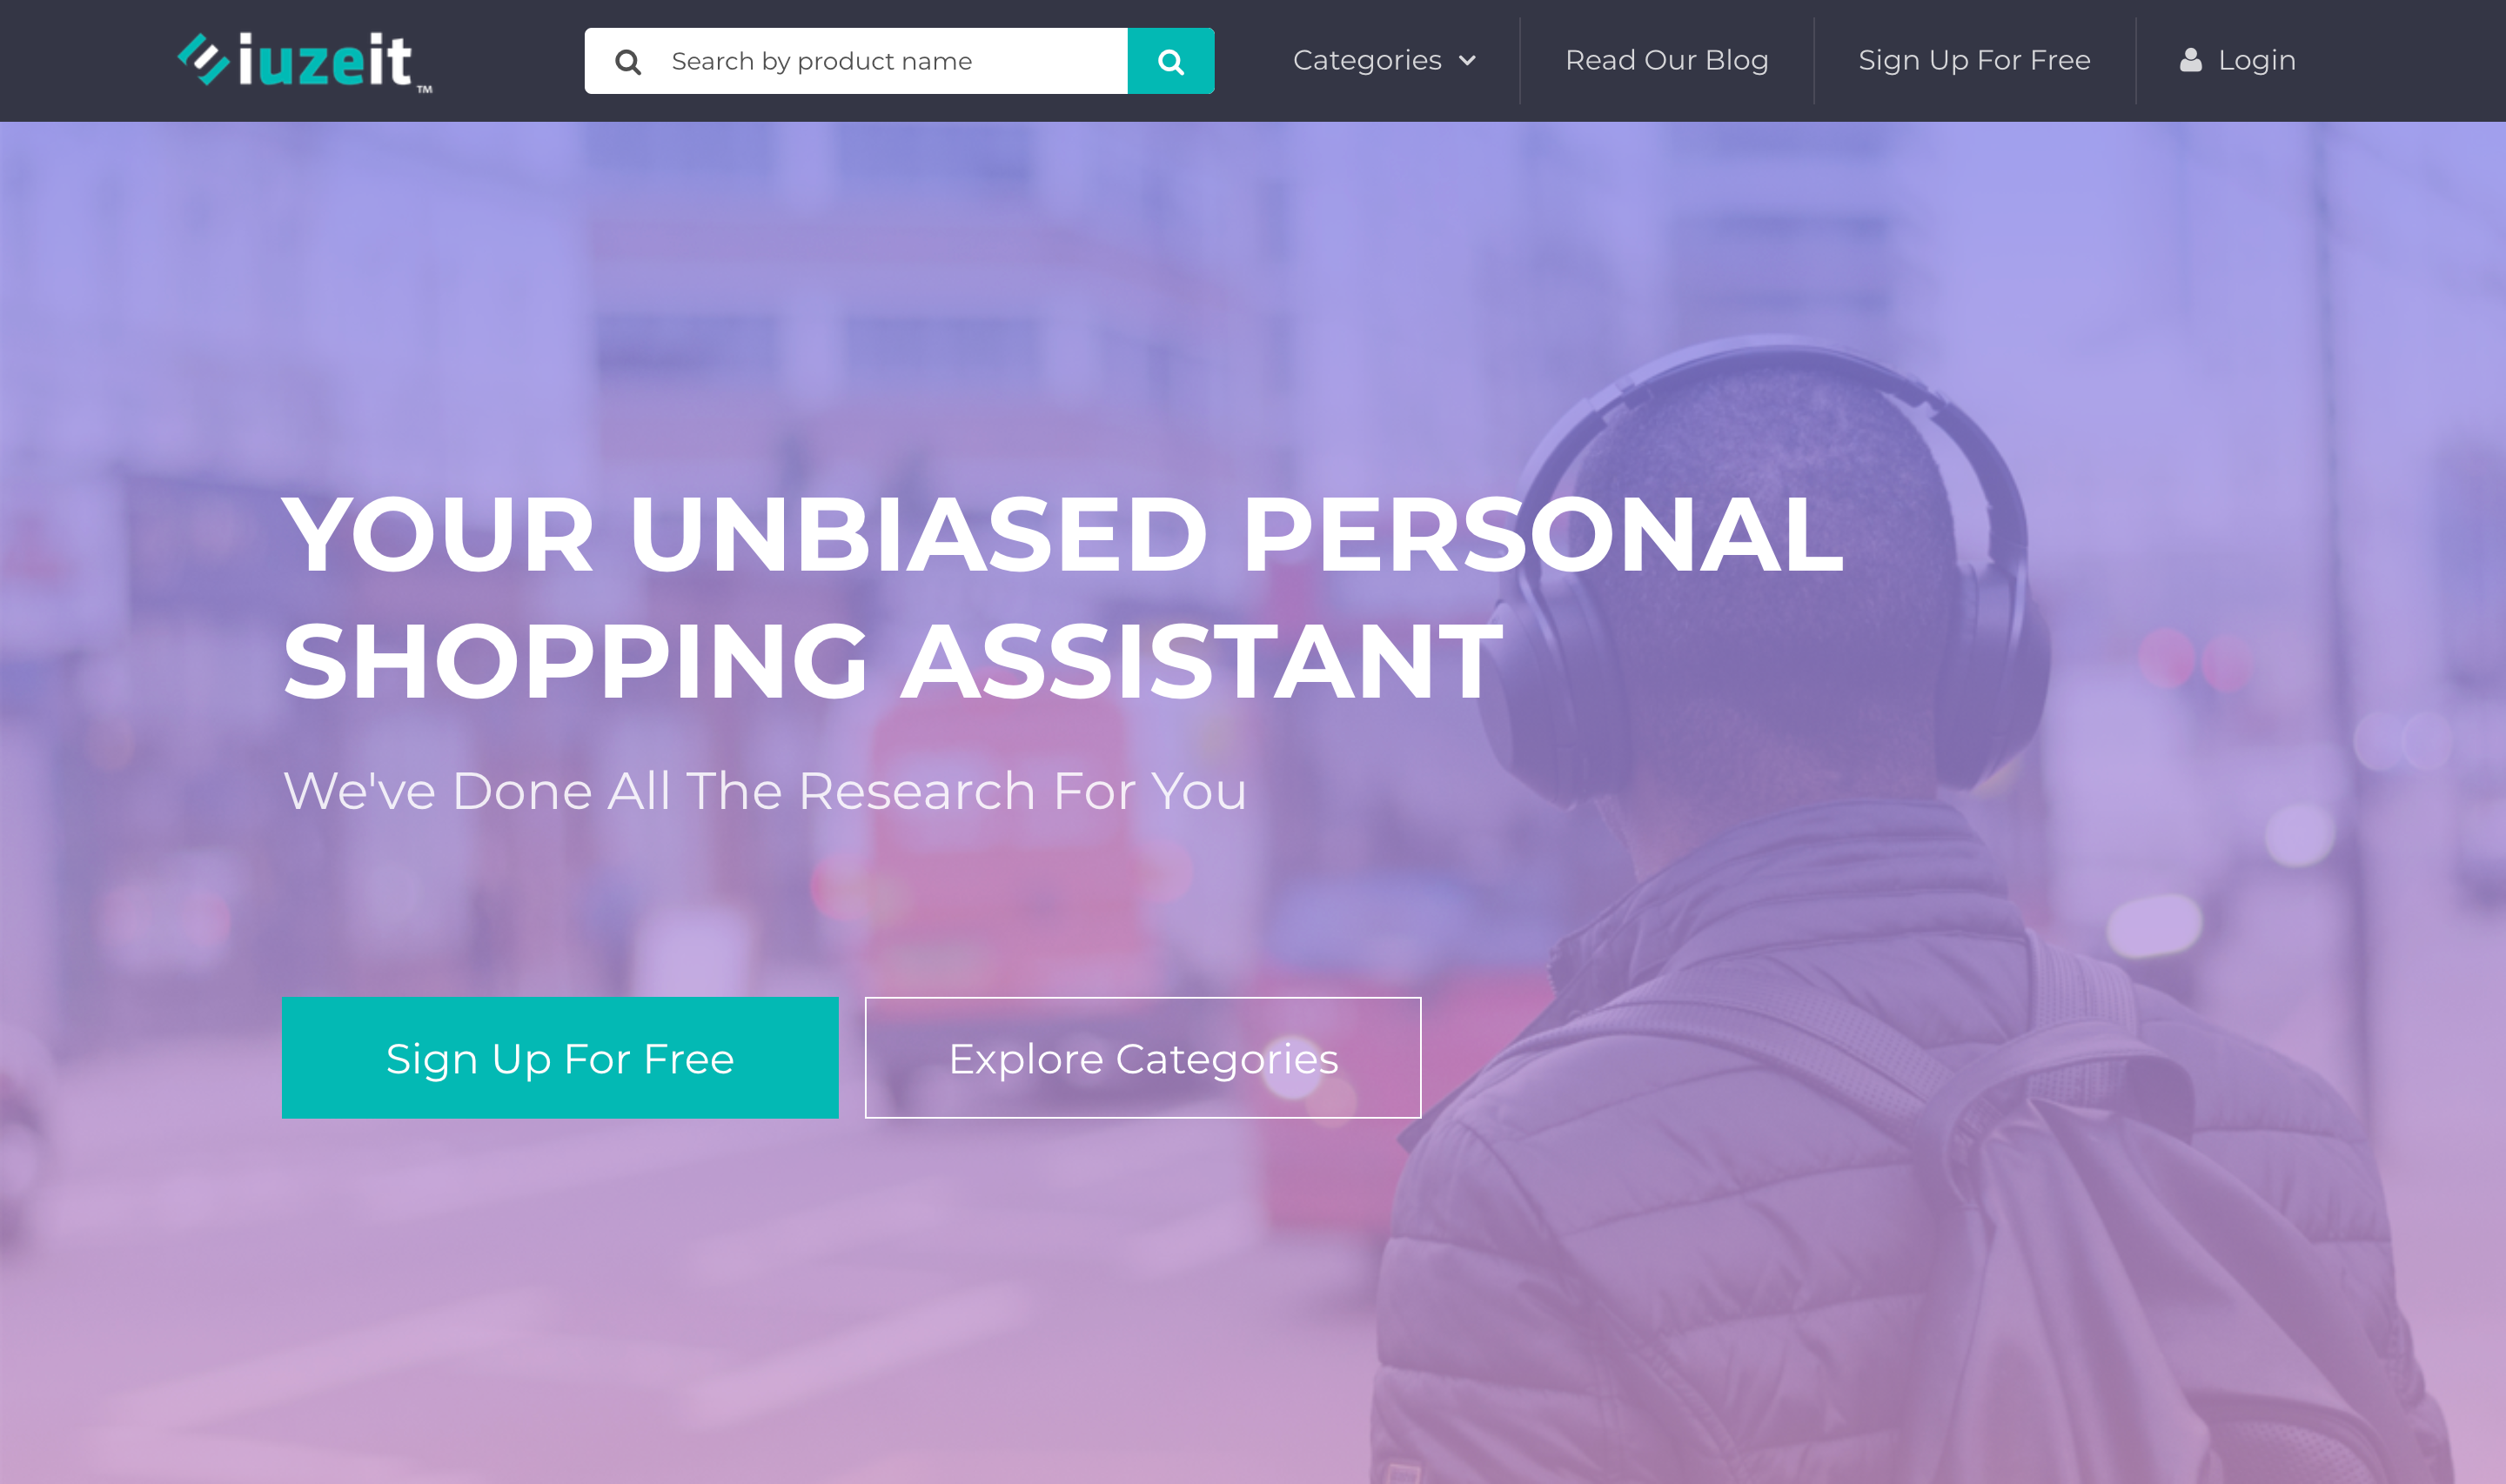 iuzeit™
Search by product name
Categories
Read Our Blog
Sign Up For Free
Login
YOUR UNBIASED PERSONAL
SHOPPING ASSISTANT
We've Done All The Research For You
Sign Up For Free
Explore Categories